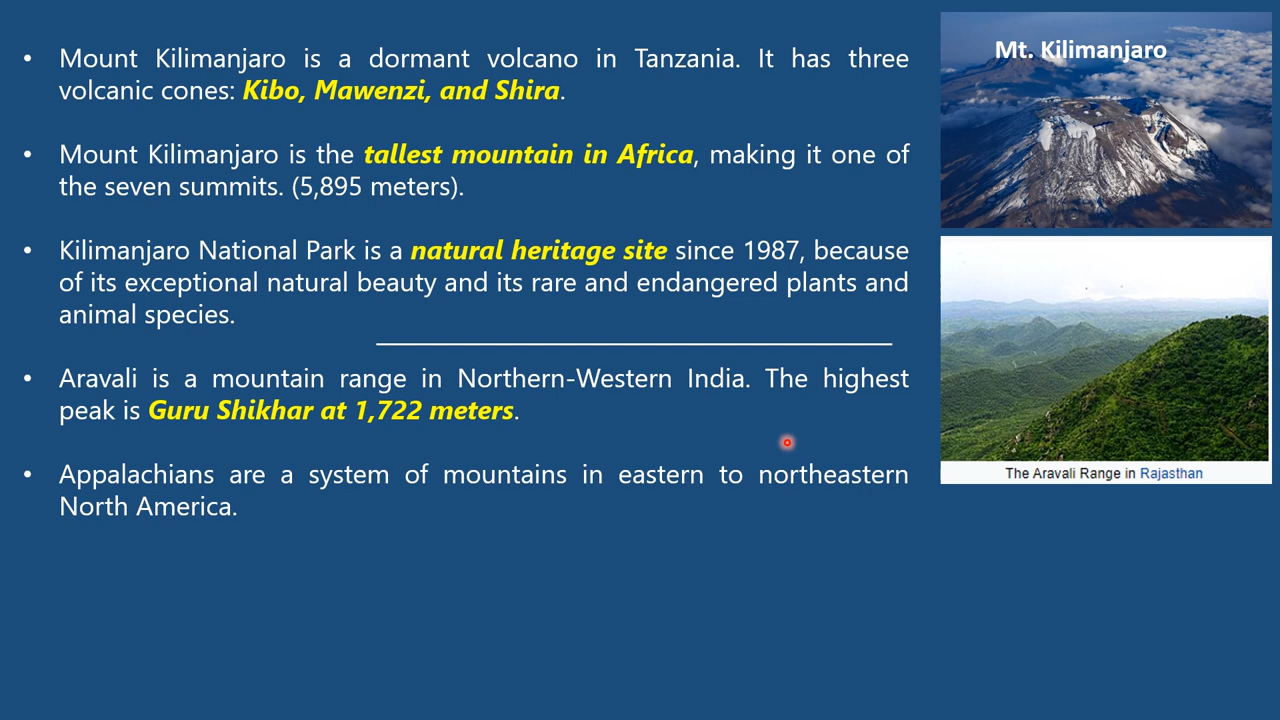 • Mount Kilimanjaro is a dormant volcano in Tanzania. It has three
volcanic cones: Kibo, Mawenzi, and Shira.
• Mount Kilimanjaro is the tallest mountain in Africa, making it one of
the seven summits. (5,895 meters).
• Kilimanjaro National Park is a natural heritage site since 1987, because
of its exceptional natural beauty and its rare and endangered plants and
animal species.
• Aravali is a mountain range in Northern-Western India. The highest
peak is Guru Shikhar at 1,722 meters.
• Appalachians are a system of mountains in eastern to northeastern
North America.
Mt. Kilimanjaro
The Aravali Range in Rajasthan